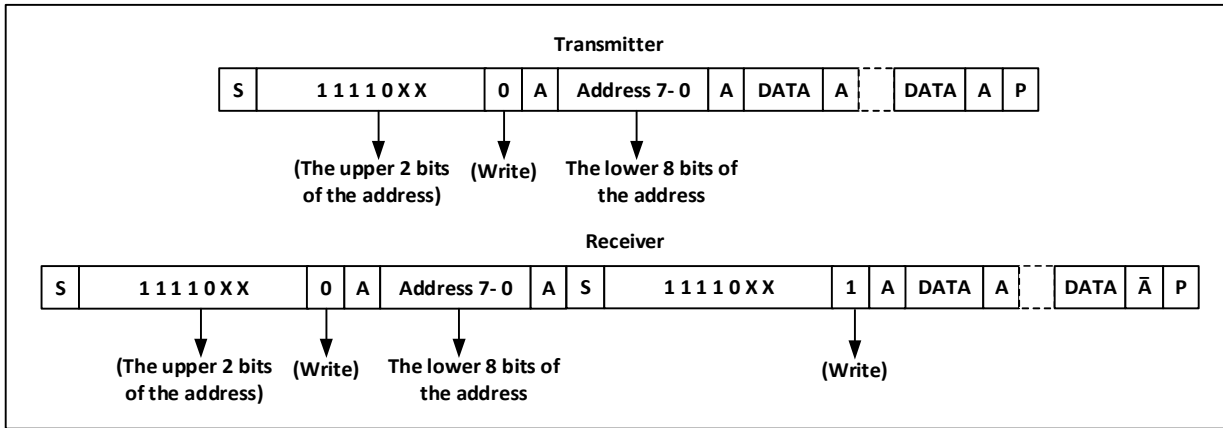 Transmitter
S 1 1 1 1 0 X X 0 A Address 7- 0 A DATA A DATA A P
(The upper 2 bits of the address) (Write) The lower 8 bits of the address
Receiver
S 1 1 1 1 0 X X 0 A Address 7- 0 A S 1 1 1 1 0 X X 1 A DATA A DATA Ā P
(The upper 2 bits of the address) (Write) The lower 8 bits of the address (Write)